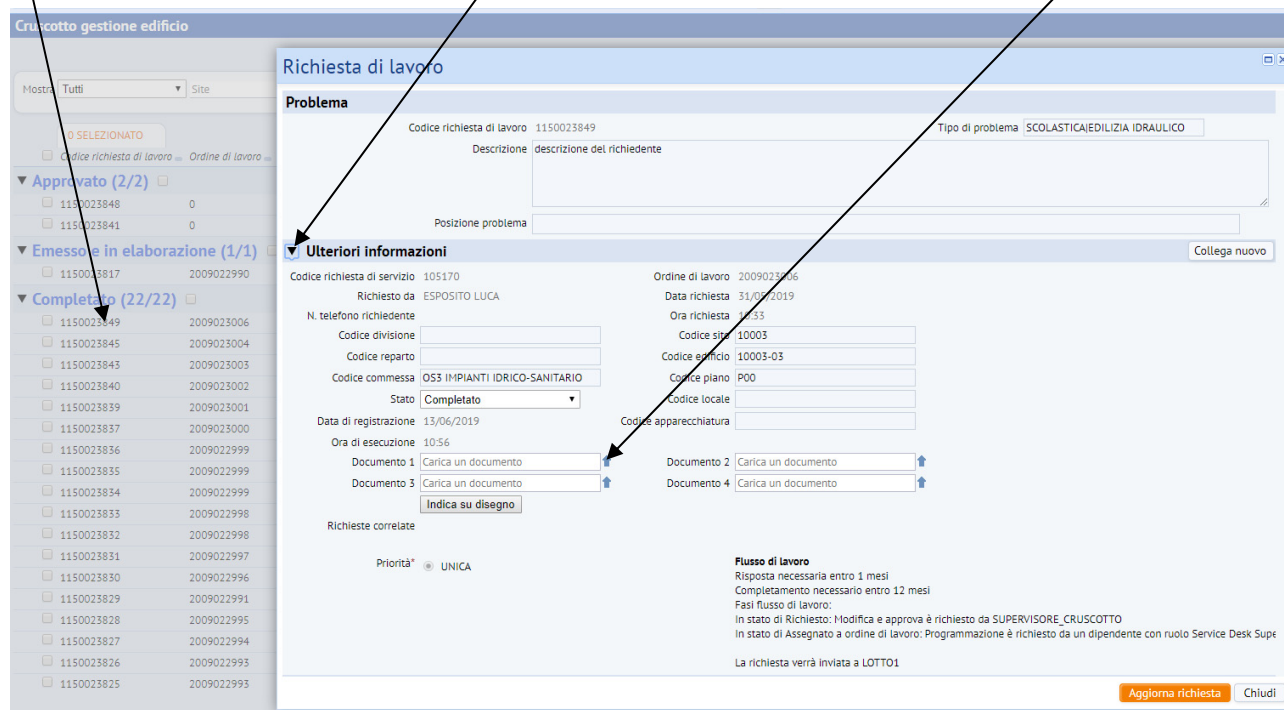 Cruscotto gestione edificio
Mostra Tutti Site
0 SELEZIONATO
Codice richiesta di lavoro Ordine di lavoro
Approvato (2/2)
1150023848 0
1150023841 0
Emesso e in elaborazione (1/1)
1150023817 2009022990
Completato (22/22)
1150023849 2009023006
1150023845 2009023004
1150023843 2009023003
1150023840 2009023002
1150023839 2009023001
1150023837 2009023000
1150023836 2009022999
1150023835 2009022999
1150023834 2009022999
1150023833 2009022998
1150023832 2009022998
1150023831 2009022997
1150023830 2009022996
1150023829 2009022991
1150023828 2009022995
1150023827 2009022994
1150023826 2009022993
1150023825 2009022993
Richiesta di lavoro
Problema
Codice richiesta di lavoro 1150023849 Tipo di problema SCOLASTICA|EDILIZIA IDRAULICO
Descrizione descrizione del richiedente
Posizione problema
Ulteriori informazioni Collega nuovo
Codice richiesta di servizio 105170 Ordine di lavoro 2009023006
Richiesto da ESPOSITO LUCA Data richiesta 31/05/2019
N. telefono richiedente Ora richiesta 10:33
Codice divisione Codice sito 10003
Codice reparto Codice edificio 10003-03
Codice commessa OS3 IMPIANTI IDRICO-SANITARIO Codice piano P00
Stato Completato Codice locale
Data di registrazione 13/06/2019 Codice apparecchiatura
Ora di esecuzione 10:56
Documento 1 Carica un documento Documento 2 Carica un documento
Documento 3 Carica un documento Documento 4 Carica un documento
Indica su disegno
Richieste correlate
Priorità* UNICA
Flusso di lavoro
Risposta necessaria entro 1 mesi
Completamento necessario entro 12 mesi
Fasi flusso di lavoro:
In stato di Richiesto: Modifica e approva è richiesto da SUPERVISORE_CRUSCOTTO
In stato di Assegnato a ordine di lavoro: Programmazione è richiesto da un dipendente con ruolo Service Desk Supe
La richiesta verrà inviata a LOTTO1
Aggiorna richiesta Chiudi